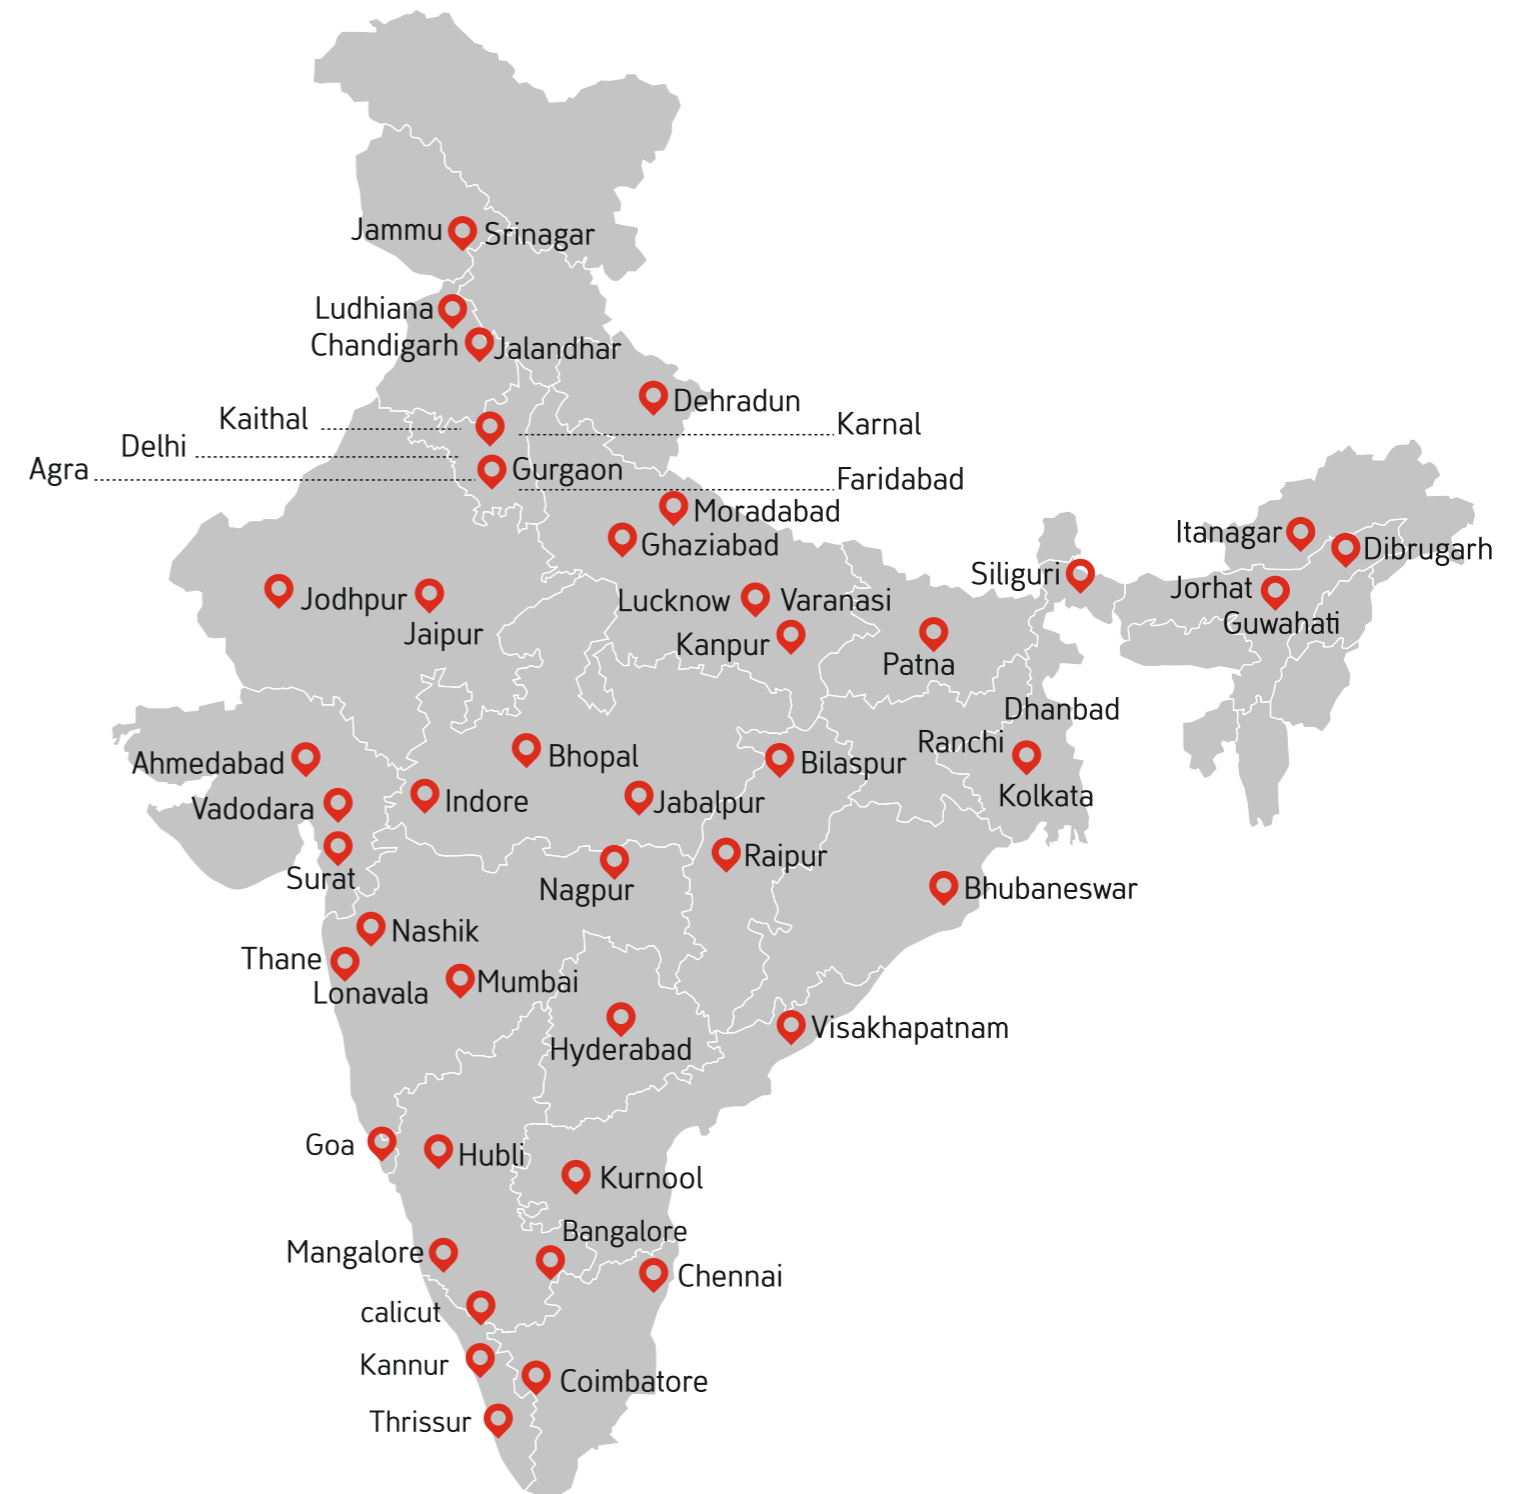 Jammu
Srinagar
Ludhiana
Chandigarh
Jalandhar
Dehradun
Kaithal
Karnal
Delhi
Agra
Gurgaon
Faridabad
Moradabad
Ghaziabad
Itanagar
Dibrugarh
Siliguri
Jorhat
Guwahati
Jodhpur
Jaipur
Lucknow
Varanasi
Kanpur
Patna
Dhanbad
Ranchi
Kolkata
Ahmedabad
Bhopal
Bilaspur
Vadodara
Indore
Jabalpur
Surat
Nagpur
Raipur
Bhubaneswar
Nashik
Thane
Lonavala
Mumbai
Hyderabad
Visakhapatnam
Goa
Hubli
Kurnool
Bangalore
Mangalore
Chennai
calicut
Kannur
Coimbatore
Thrissur